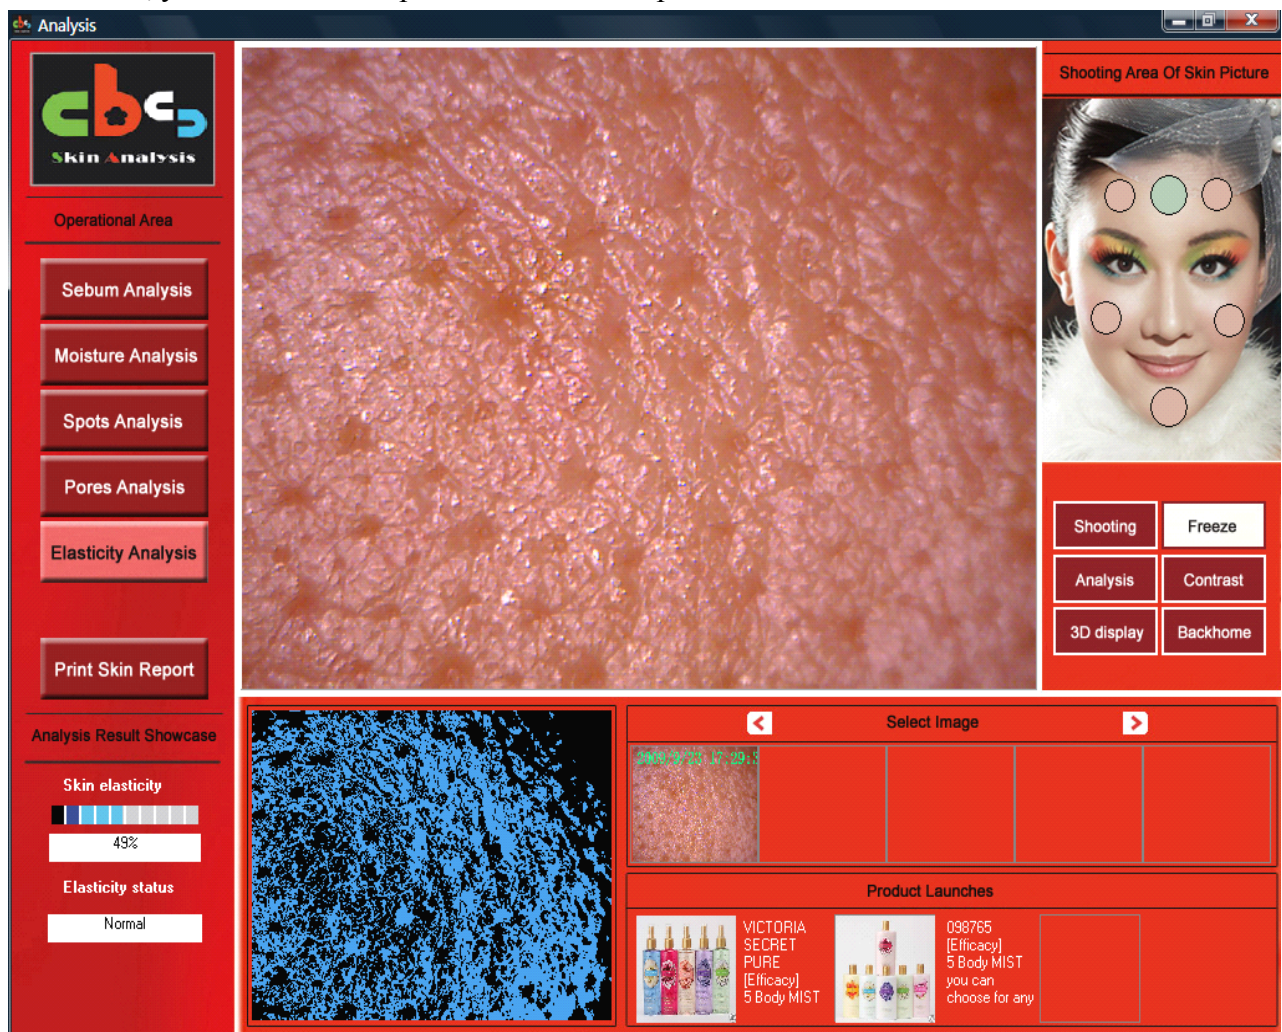 Analysis
cbcs
Skin Analysis
Operational Area
Sebum Analysis
Moisture Analysis
Spots Analysis
Pores Analysis
Elasticity Analysis
Print Skin Report
Analysis Result Showcase
Skin elasticity
49%
Elasticity status
Normal
Shooting Area Of Skin Picture
Shooting
Freeze
Analysis
Contrast
3D display
Backhome
Select Image
Product Launches
VICTORIA
SECRET
PURE
[Efficacy]
5 Body MIST
098765
[Efficacy]
5 Body MIST
you can
choose for any